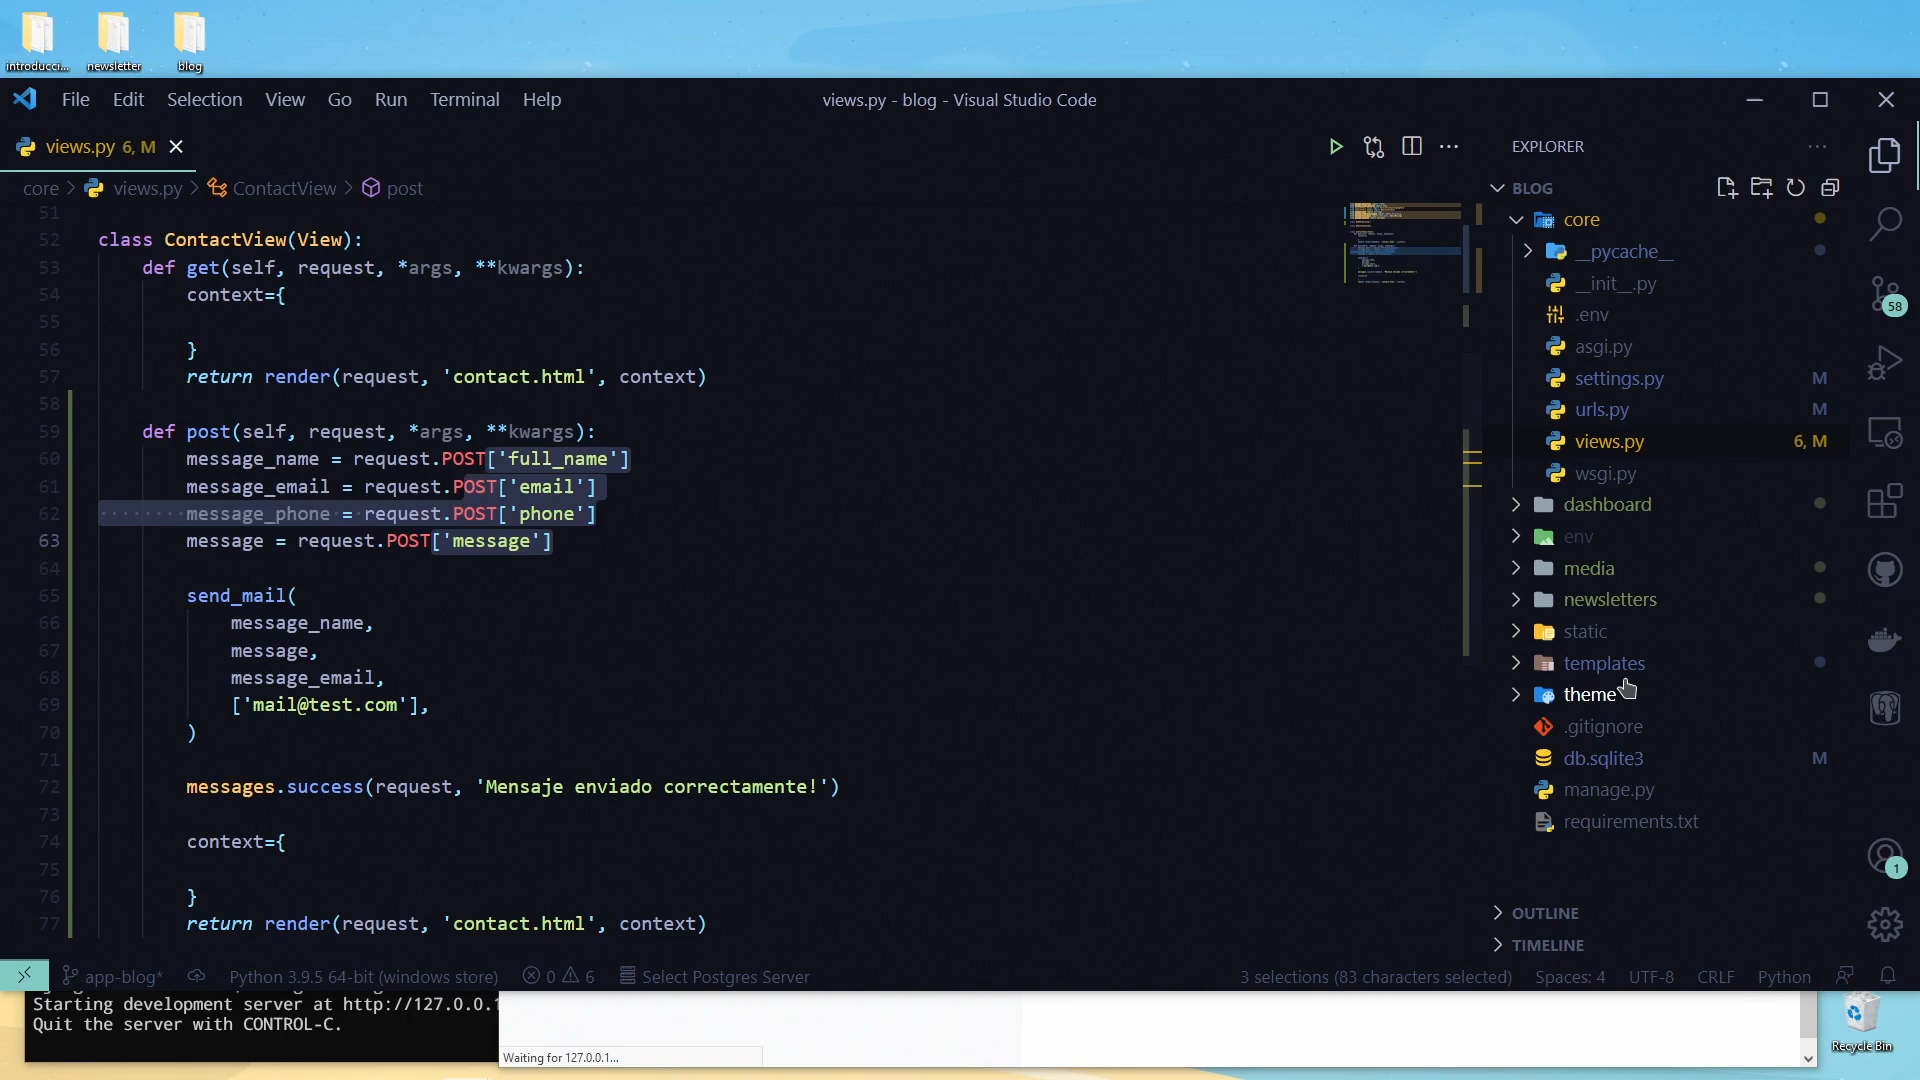 introducci...
newsletter
blog
File Edit Selection View Go Run Terminal Help
views.py - blog - Visual Studio Code
views.py 6, M
core > views.py > ContactView > post
51
52 class ContactView(View):
53 def get(self, request, *args, **kwargs):
54 context={
55
56 }
57 return render(request, 'contact.html', context)
58
59 def post(self, request, *args, **kwargs):
60 message_name = request.POST['full_name']
61 message_email = request.POST['email']
62 message_phone = request.POST['phone']
63 message = request.POST['message']
64
65 send_mail(
66 message_name,
67 message,
68 message_email,
69 ['mail@test.com'],
70 )
71
72 messages.success(request, 'Mensaje enviado correctamente!')
73
74 context={
75
76 }
77 return render(request, 'contact.html', context)
EXPLORER
BLOG
core
__pycache__
__init__.py
.env
asgi.py
settings.py M
urls.py M
views.py 6, M
wsgi.py
dashboard
env
media
newsletters
static
templates
theme
.gitignore
db.sqlite3 M
manage.py
requirements.txt
OUTLINE
TIMELINE
58
1
app-blog* Python 3.9.5 64-bit (windows store) 0 6 Select Postgres Server
3 selections (83 characters selected) Spaces: 4 UTF-8 CRLF Python
Starting development server at http://127.0.0.1
Quit the server with CONTROL-C.
Waiting for 127.0.0.1...
Recycle Bin